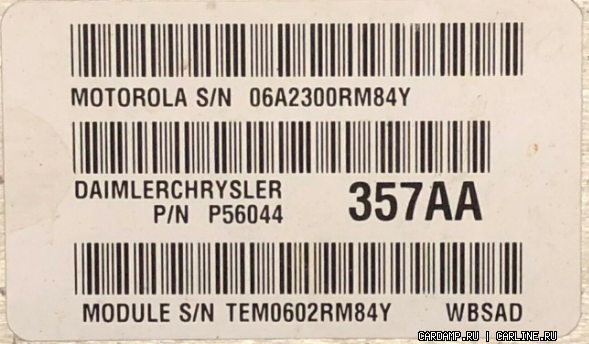 MOTOROLA S/N 06A2300RM84Y
DAIMLERCHRYSLER
P/N P56044 357AA
MODULE S/N TEM0602RM84Y WBSAD
CARDAMP.RU | CARLINE.RU